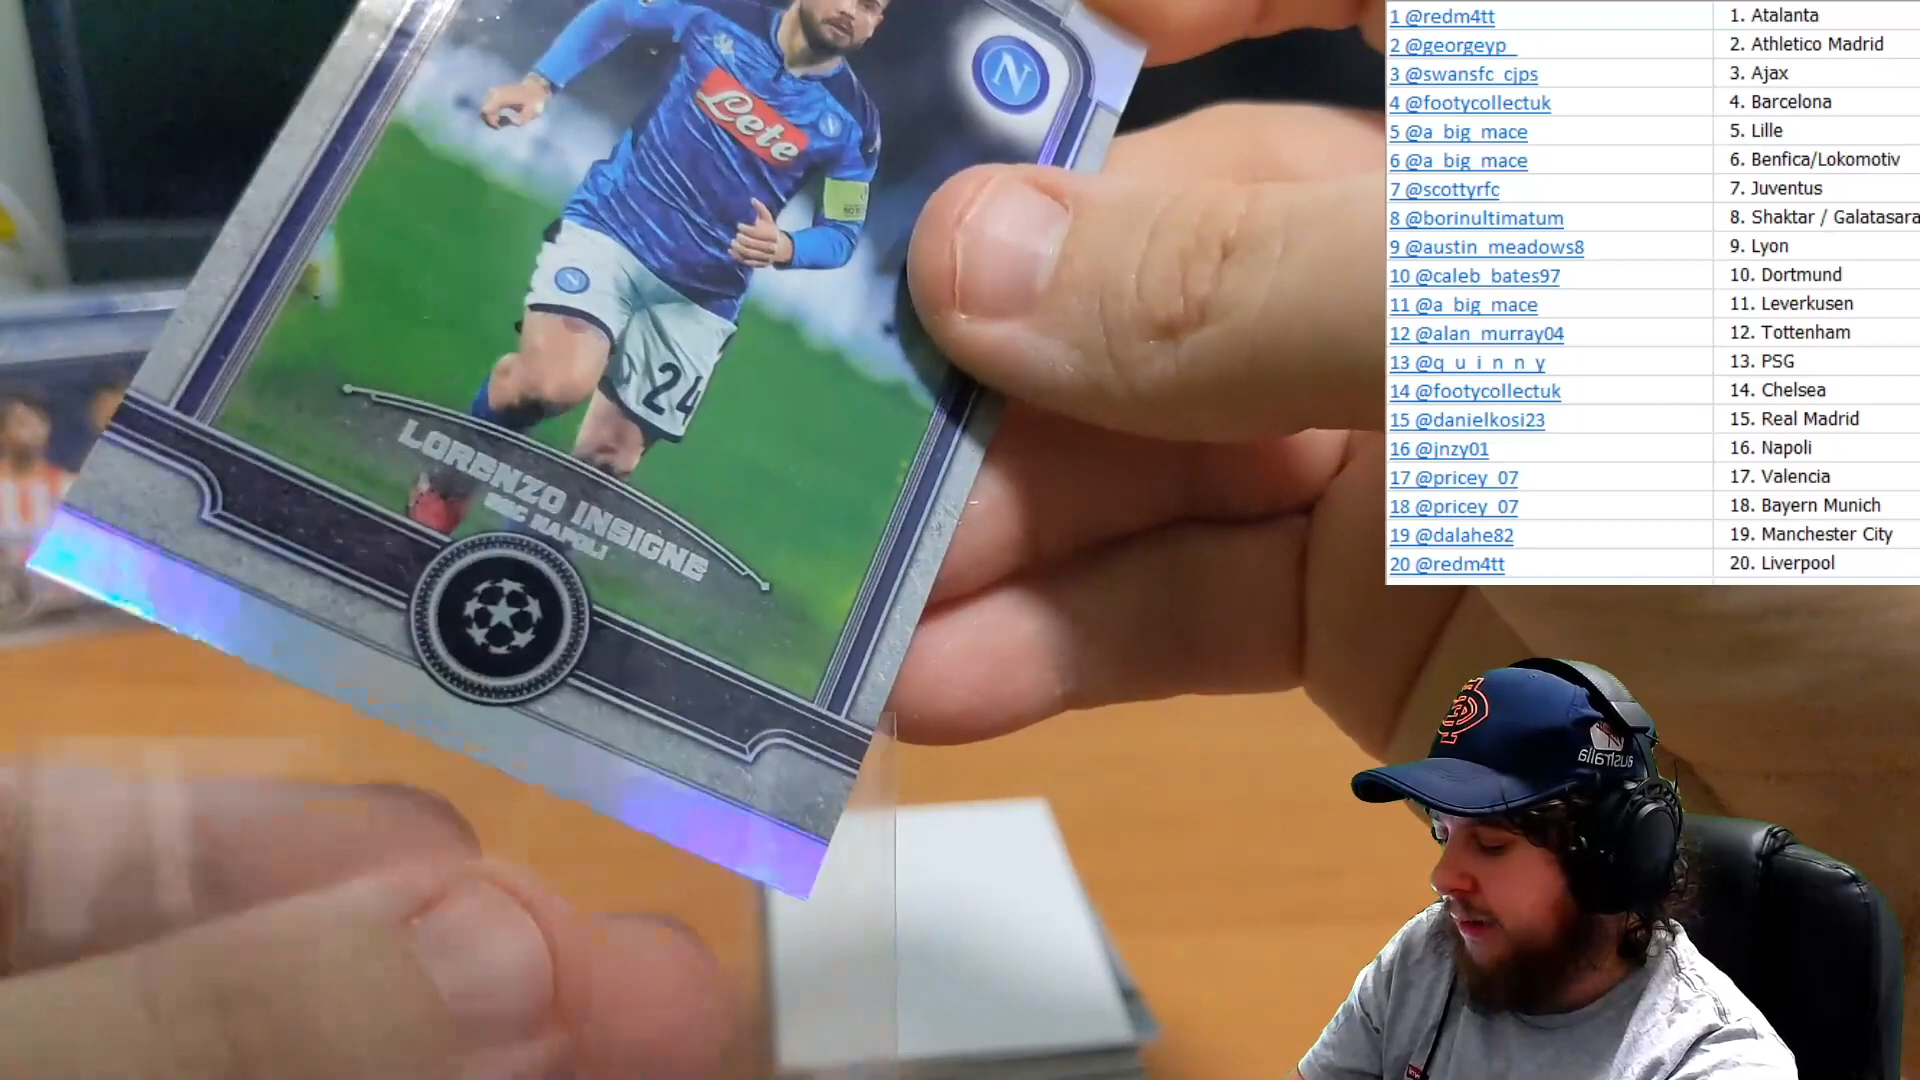 N
Lete
24
LORENZO INSIGNE
SSC NAPOLI
1 @redm4tt 1. Atalanta
2 @georgeyp_ 2. Athletico Madrid
3 @swansfc_cjps 3. Ajax
4 @footycollectuk 4. Barcelona
5 @a_big_mace 5. Lille
6 @a_big_mace 6. Benfica/Lokomotiv
7 @scottyrfc 7. Juventus
8 @borinultimatum 8. Shaktar / Galatasara
9 @austin_meadows8 9. Lyon
10 @caleb_bates97 10. Dortmund
11 @a_big_mace 11. Leverkusen
12 @alan_murray04 12. Tottenham
13 @q_u_i_n_n_y 13. PSG
14 @footycollectuk 14. Chelsea
15 @danielkosi23 15. Real Madrid
16 @jnzy01 16. Napoli
17 @pricey_07 17. Valencia
18 @pricey_07 18. Bayern Munich
19 @dalahe82 19. Manchester City
20 @redm4tt 20. Liverpool
australia